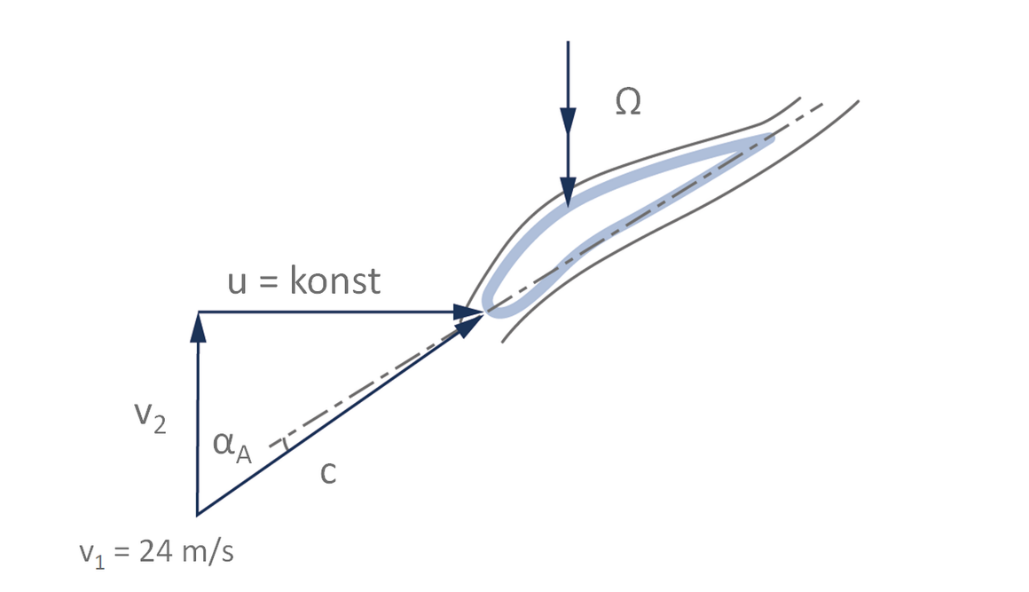 Ω
u = konst
v₂
α_A
c
v₁ = 24 m/s